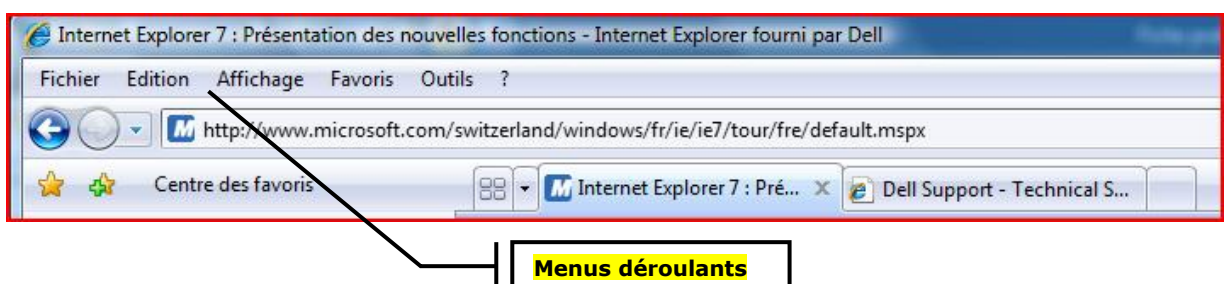 Internet Explorer 7 : Présentation des nouvelles fonctions - Internet Explorer fourni par Dell
Fichier Edition Affichage Favoris Outils ?
http://www.microsoft.com/switzerland/windows/fr/ie/ie7/tour/fre/default.mspx
Centre des favoris
Internet Explorer 7 : Pré... Dell Support - Technical S...
Menus déroulants